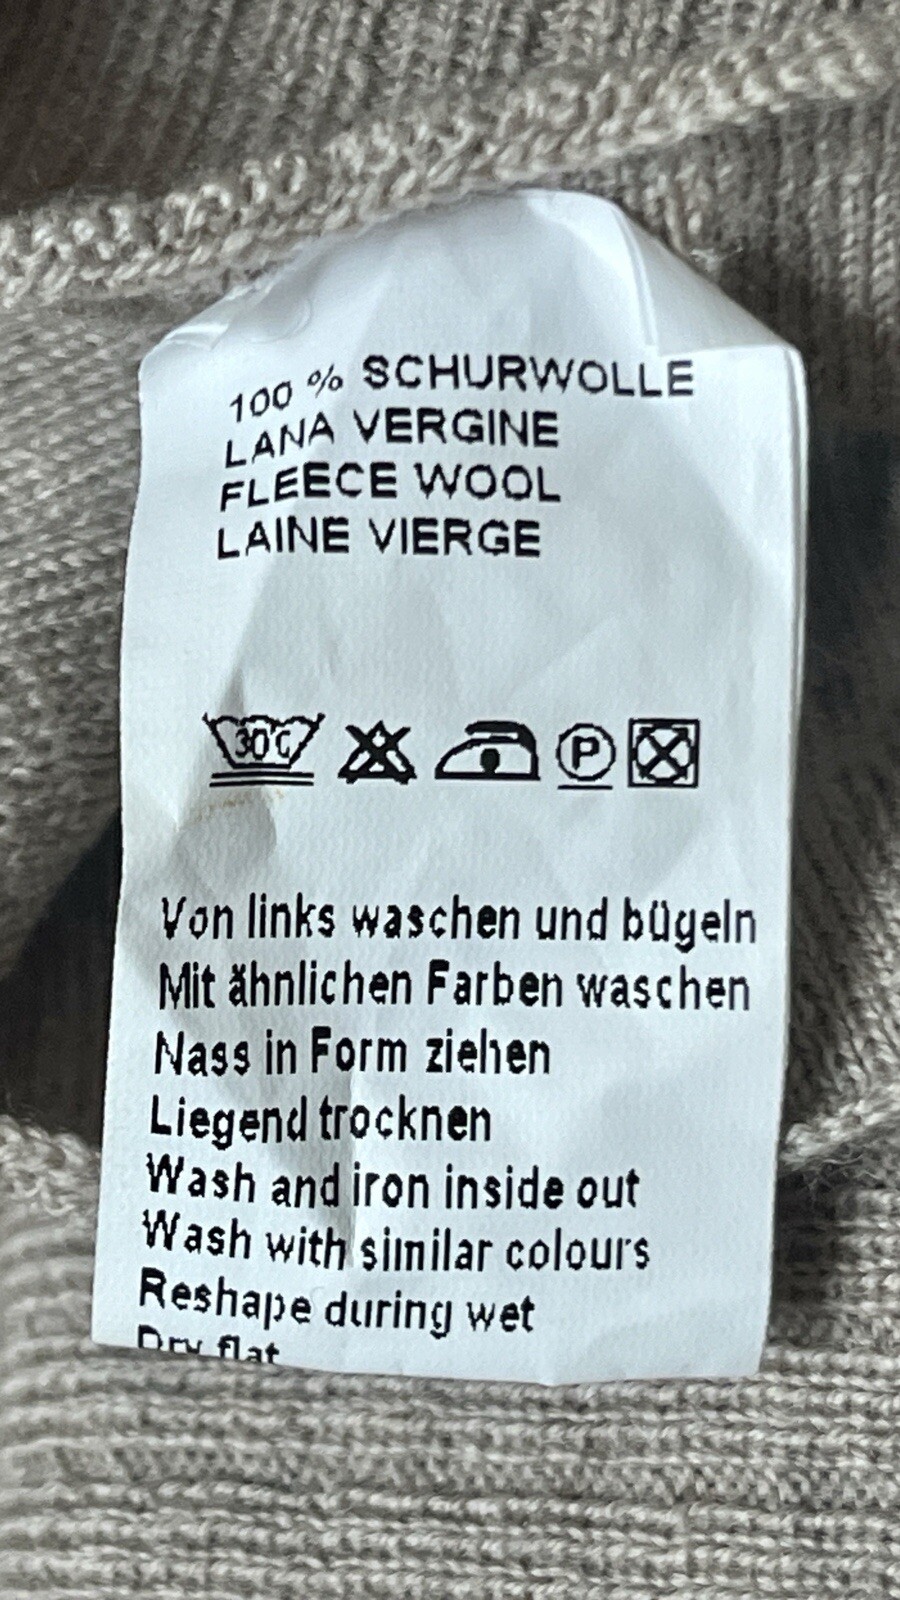 100 % SCHURWOLLE
LANA VERGINE
FLEECE WOOL
LAINE VIERGE
30°C P
Von links waschen und bügeln
Mit ähnlichen Farben waschen
Nass in Form ziehen
Liegend trocknen
Wash and iron inside out
Wash with similar colours
Reshape during wet
Dry flat